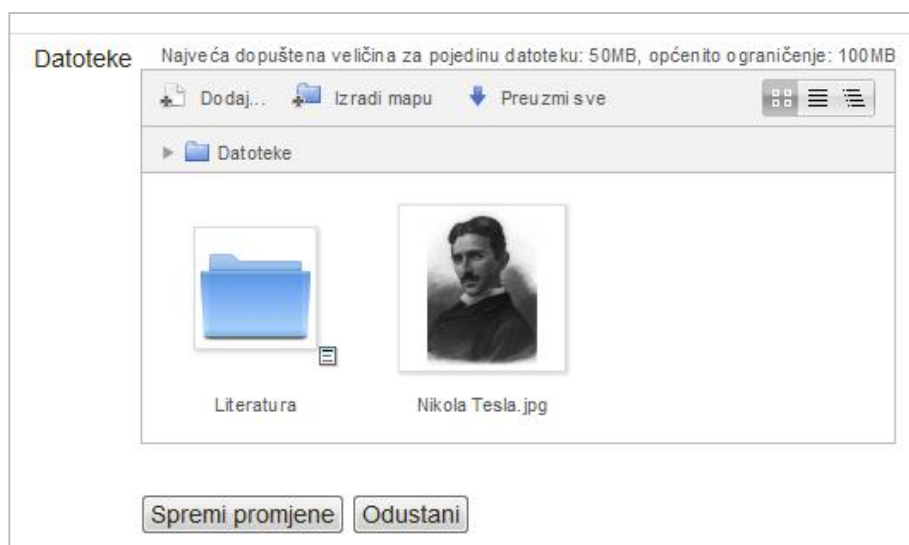 Datoteke Najveća dopuštena veličina za pojedinu datoteku: 50MB, općenito ograničenje: 100MB
Dodaj... Izradi mapu Preuzmi sve
Datoteke
Literatura Nikola Tesla.jpg
Spremi promjene Odustani